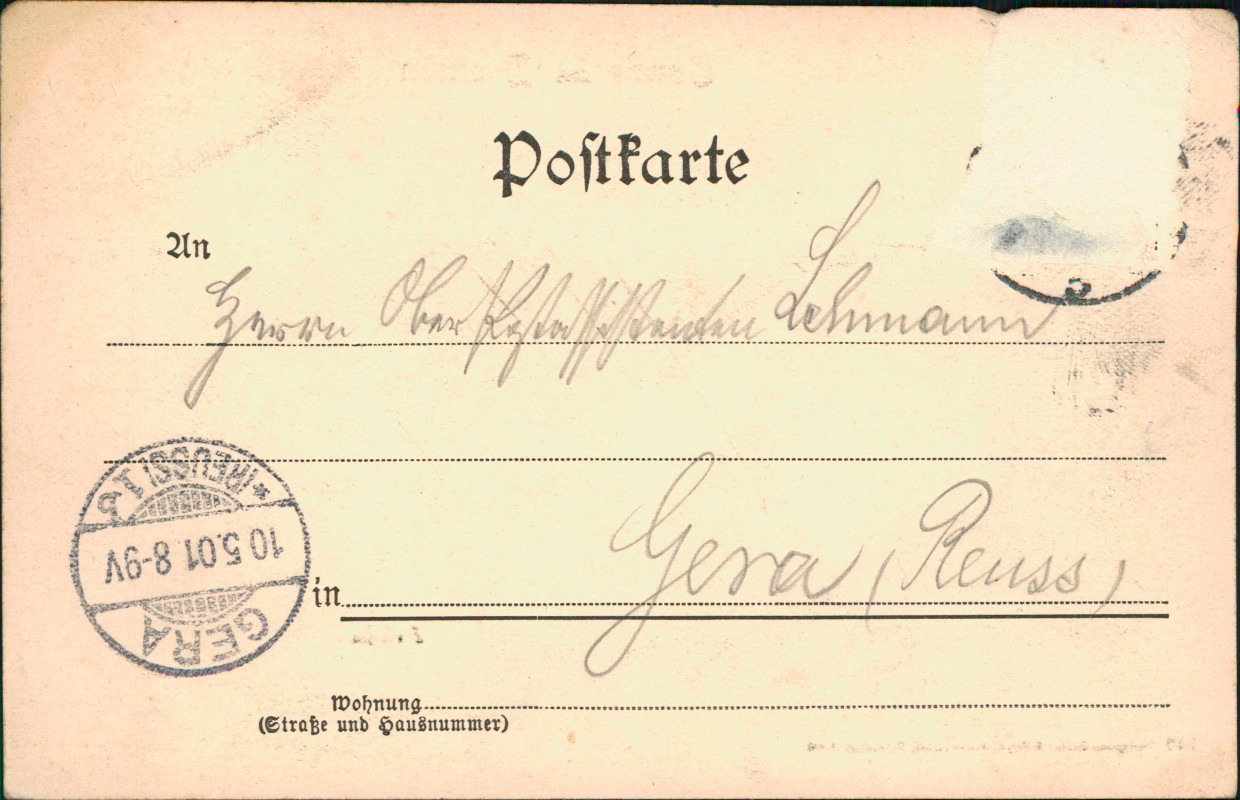 Postkarte
An
Herrn Ober Postassistenten Lehmann
in Gera (Reuss)
Wohnung
(Straße und Hausnummer)
GERA
10 5.01 8-9V
*(REUSS) 1 b